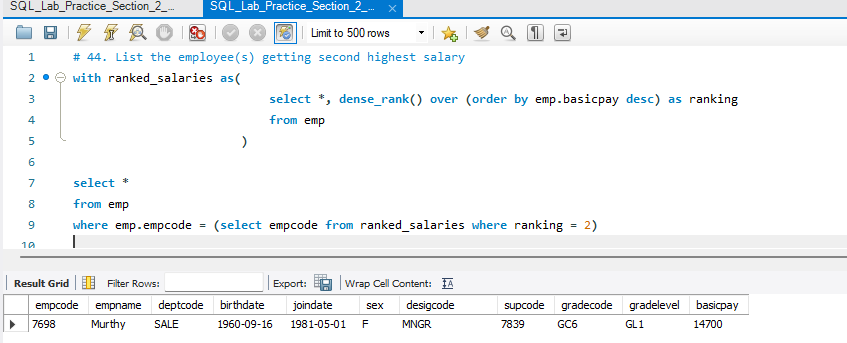 SQL_Lab_Practice_Section_2_... SQL_Lab_Practice_Section_2_... ×
Limit to 500 rows
1 # 44. List the employee(s) getting second highest salary
2 with ranked_salaries as(
3 select *, dense_rank() over (order by emp.basicpay desc) as ranking
4 from emp
5 )
6
7 select *
8 from emp
9 where emp.empcode = (select empcode from ranked_salaries where ranking = 2)
10
Result Grid Filter Rows: Export: Wrap Cell Content:
empcode empname deptcode birthdate joindate sex desigcode supcode gradecode gradelevel basicpay
7698 Murthy SALE 1960-09-16 1981-05-01 F MNGR 7839 GC6 GL1 14700